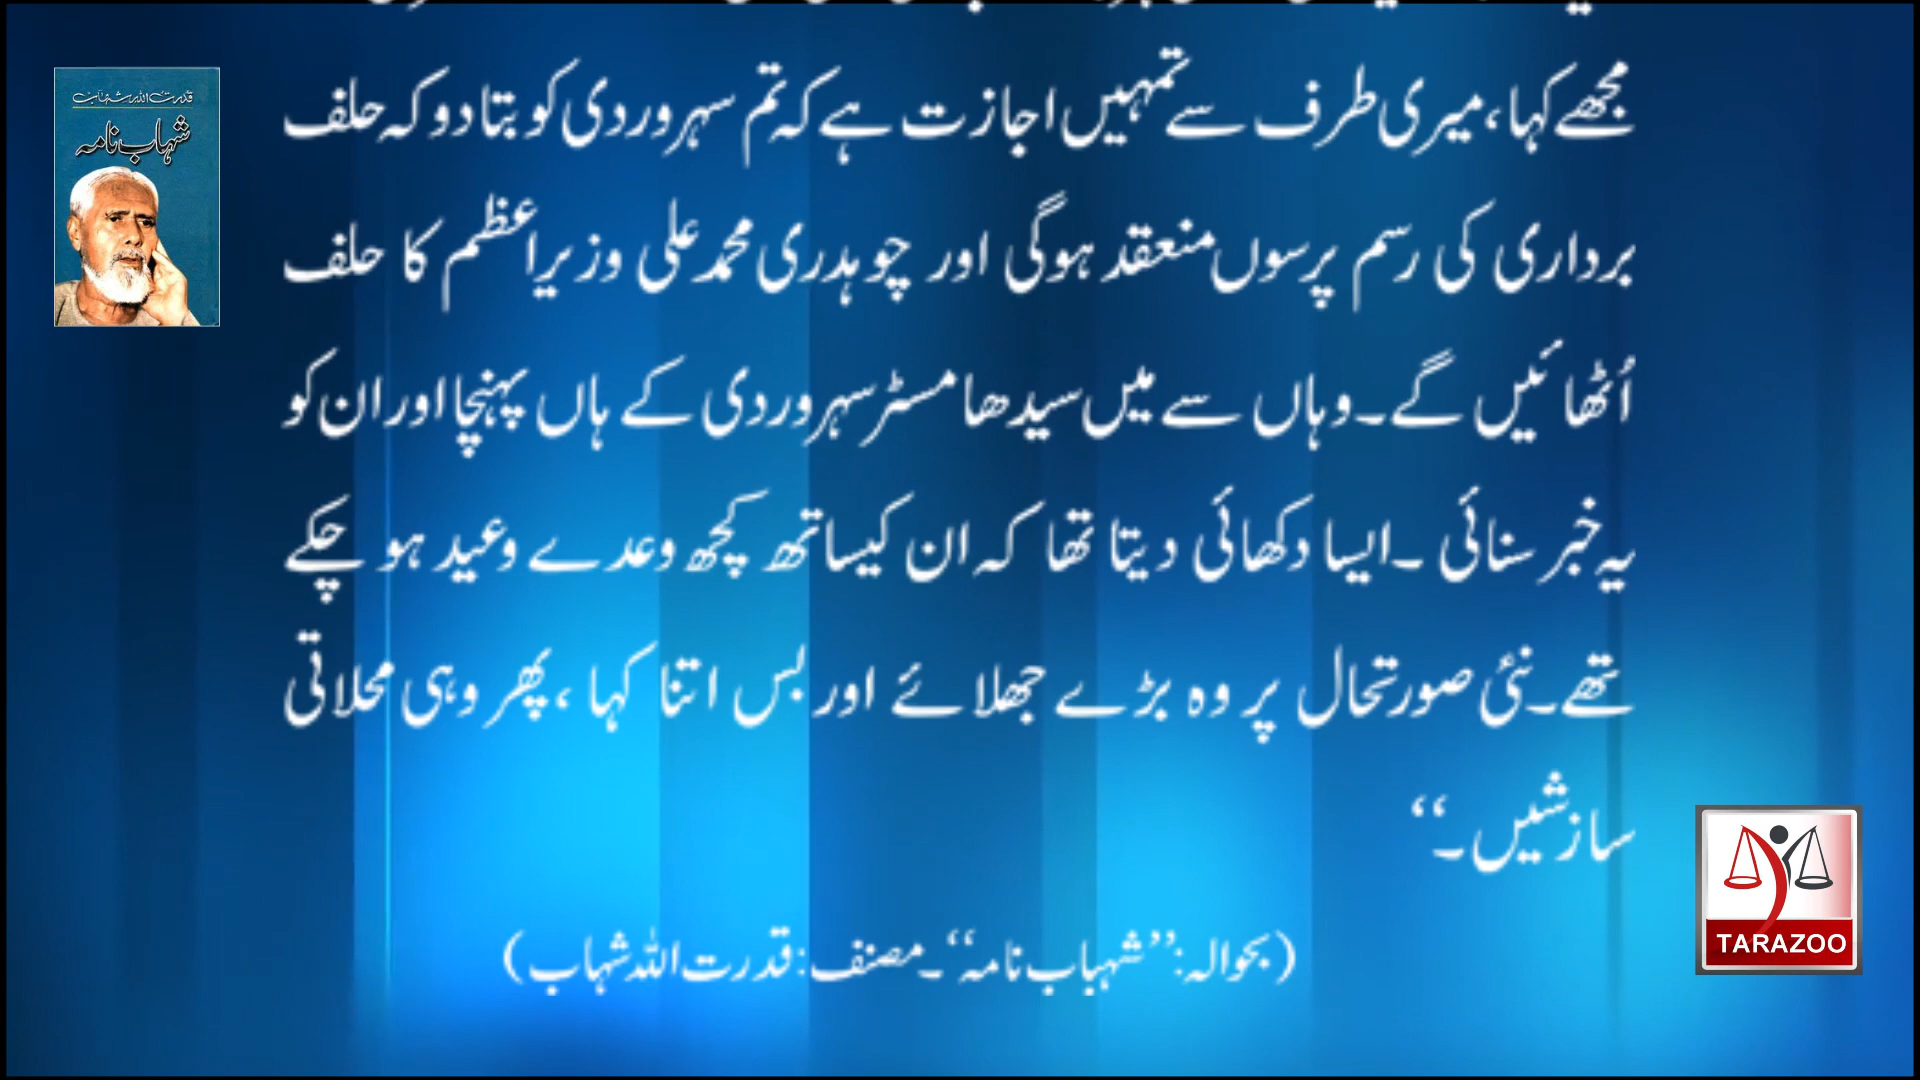 قدرت اللہ شہاب
شہاب نامہ
مجھے کہا، میری طرف سے تمہیں اجازت ہے کہ تم سہروردی کو بتا دو کہ حلف
برداری کی رسم پرسوں منعقد ہوگی اور چوہدری محمد علی وزیراعظم کا حلف
اُٹھائیں گے۔ وہاں سے میں سیدھا مسٹر سہروردی کے ہاں پہنچا اور ان کو
یہ خبر سنائی ۔ ایسا دکھائی دیتا تھا کہ ان کیساتھ کچھ وعدے وعید ہو چکے
تھے۔ نئی صورتحال پر وہ بڑے جھلائے اور بس اتنا کہا ، پھر وہی محلاتی
سازشیں۔‘‘
(بحوالہ: ’’شہباب نامہ‘‘۔ مصنف: قدرت اللہ شہاب)
TARAZOO